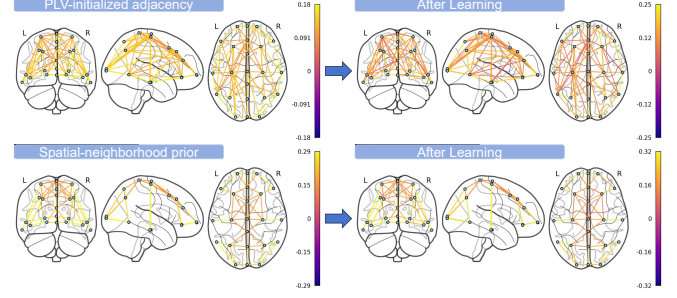 PLV-initialized adjacency
After Learning
L R
L R
0.18
0.091
0
-0.091
-0.18
0.25
0.12
0
-0.12
-0.25
Spatial-neighborhood prior
After Learning
L R
L R
0.29
0.15
0
-0.15
-0.29
0.32
0.16
0
-0.16
-0.32